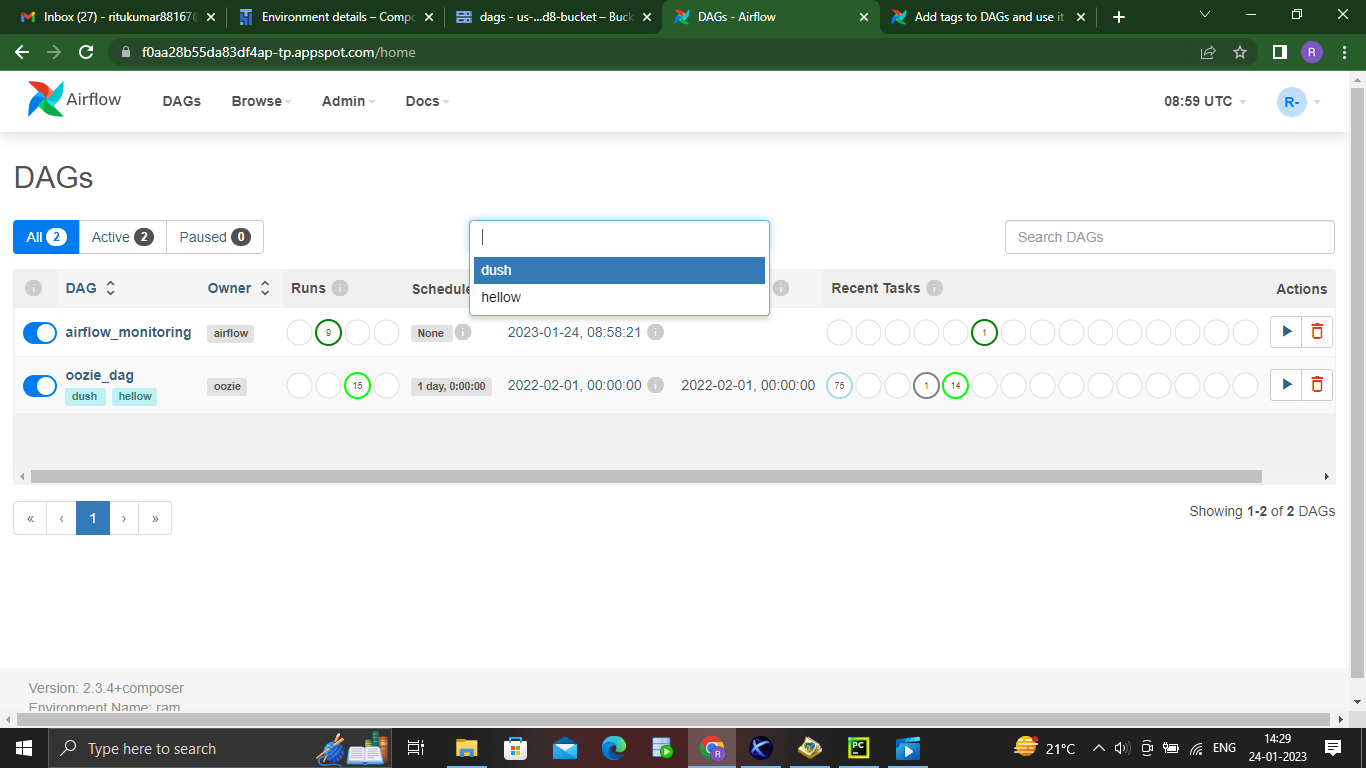 Inbox (27) - ritukumar88167@
Environment details – Compo
dags - us-...d8-bucket – Buck
DAGs - Airflow
Add tags to DAGs and use it
f0aa28b55da83df4ap-tp.appspot.com/home
R
Airflow
DAGs
Browse
Admin
Docs
08:59 UTC
R-
DAGs
All 2
Active 2
Paused 0
Search DAGs
dush
hellow
DAG
Owner
Runs
Schedule
Recent Tasks
Actions
airflow_monitoring
airflow
9
None
2023-01-24, 08:58:21
1
oozie_dag
dush
hellow
oozie
15
1 day, 0:00:00
2022-02-01, 00:00:00
2022-02-01, 00:00:00
75
1
14
« ‹ 1 › »
Showing 1-2 of 2 DAGs
Version: 2.3.4+composer
Environment Name: ram
Type here to search
PC
21°C
ENG
14:29
24-01-2023